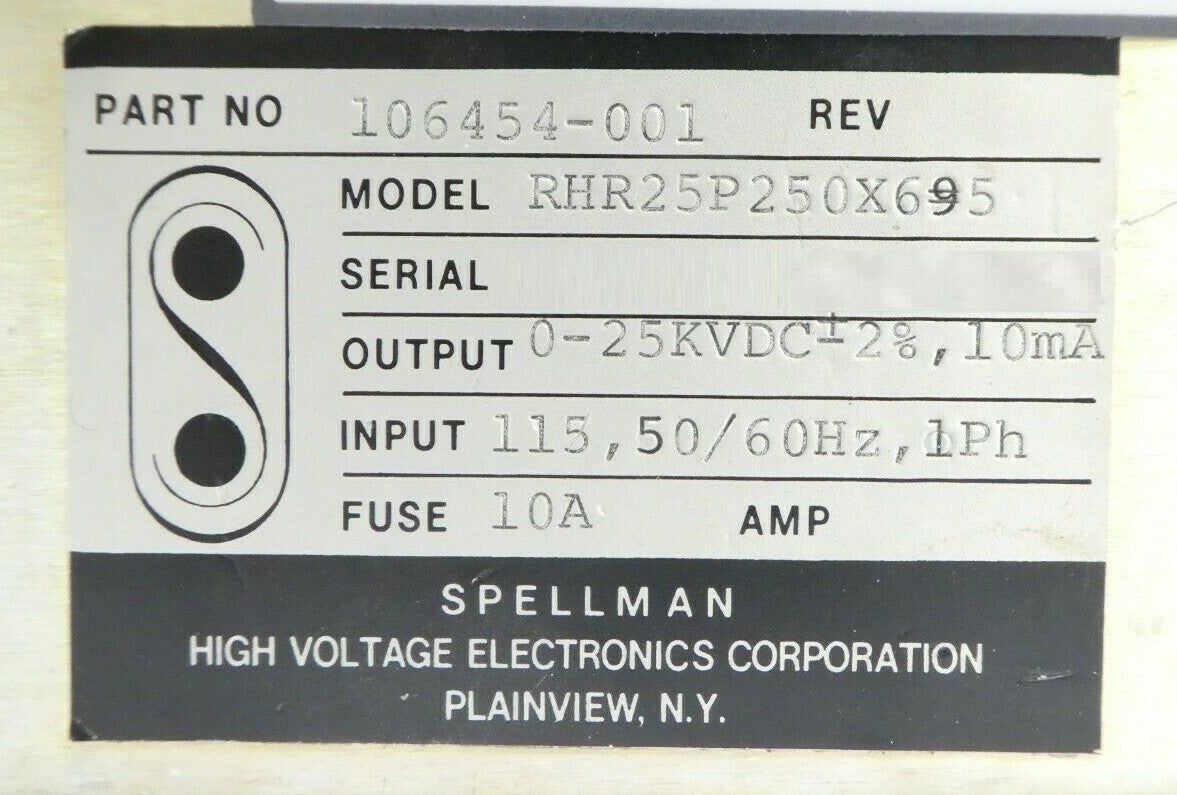 PART NO 106454-001 REV
MODEL RHR25P250X695
SERIAL
OUTPUT 0-25KVDC±2%,10mA
INPUT 115,50/60Hz,1Ph
FUSE 10A AMP
SPELLMAN
HIGH VOLTAGE ELECTRONICS CORPORATION
PLAINVIEW, N.Y.